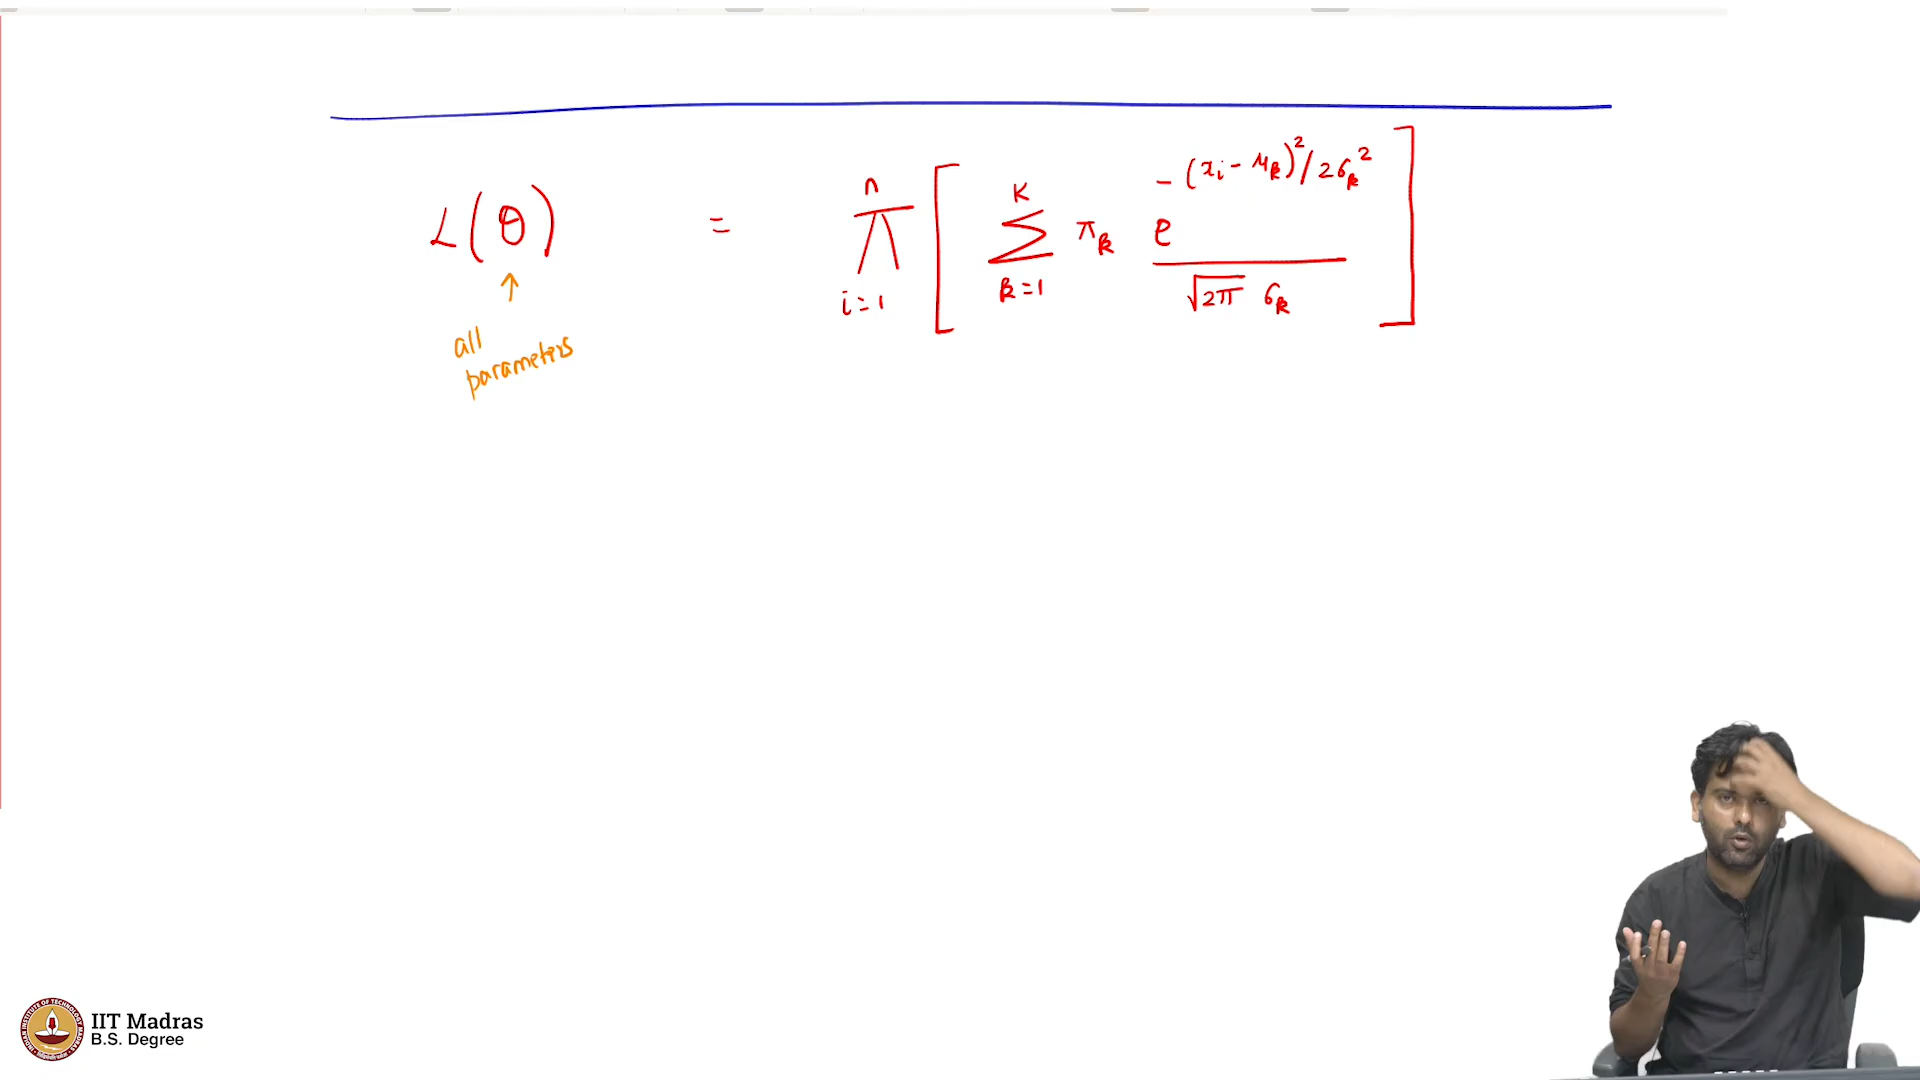 L(θ) = ∏_{i=1}^{n} [ ∑_{k=1}^{K} π_k e^{-(x_i - μ_k)^2/2σ_k^2} / √2π σ_k ]
↑
all
parameters
IIT Madras
B.S. Degree